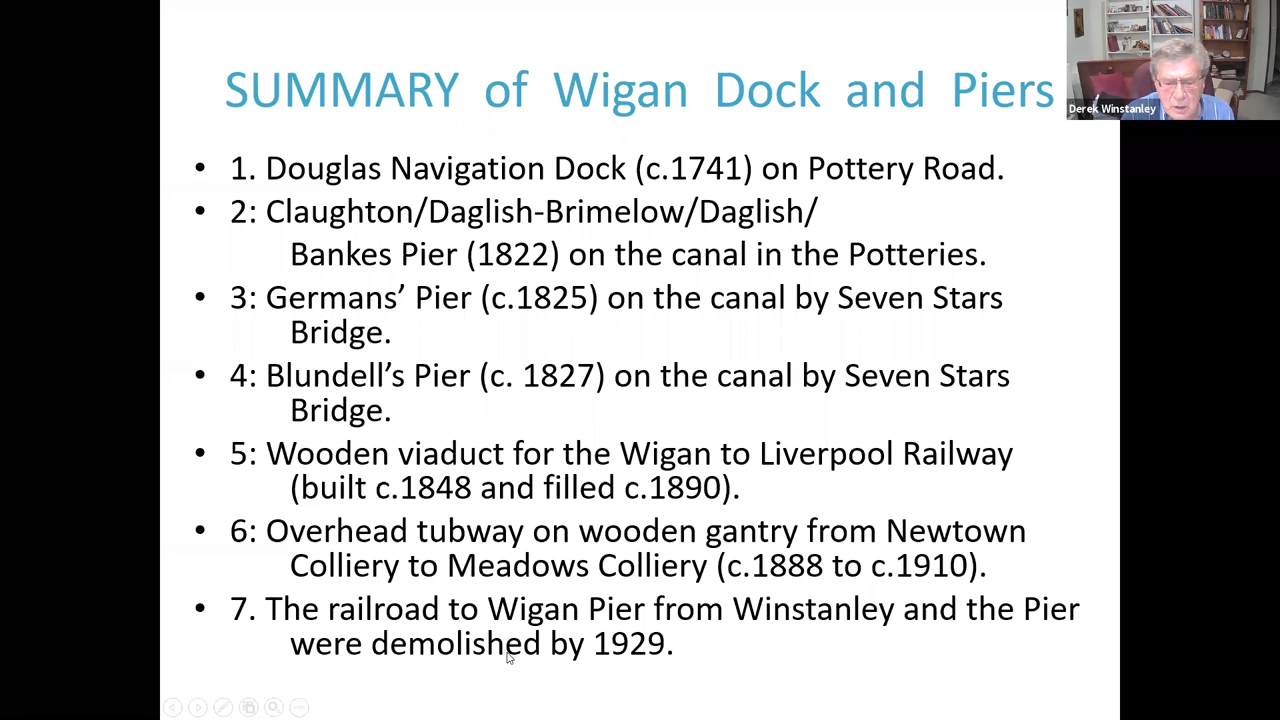 SUMMARY of Wigan Dock and Piers
Derek Winstanley
• 1. Douglas Navigation Dock (c.1741) on Pottery Road.
• 2: Claughton/Daglish-Brimelow/Daglish/
Bankes Pier (1822) on the canal in the Potteries.
• 3: Germans’ Pier (c.1825) on the canal by Seven Stars
Bridge.
• 4: Blundell’s Pier (c. 1827) on the canal by Seven Stars
Bridge.
• 5: Wooden viaduct for the Wigan to Liverpool Railway
(built c.1848 and filled c.1890).
• 6: Overhead tubway on wooden gantry from Newtown
Colliery to Meadows Colliery (c.1888 to c.1910).
• 7. The railroad to Wigan Pier from Winstanley and the Pier
were demolished by 1929.